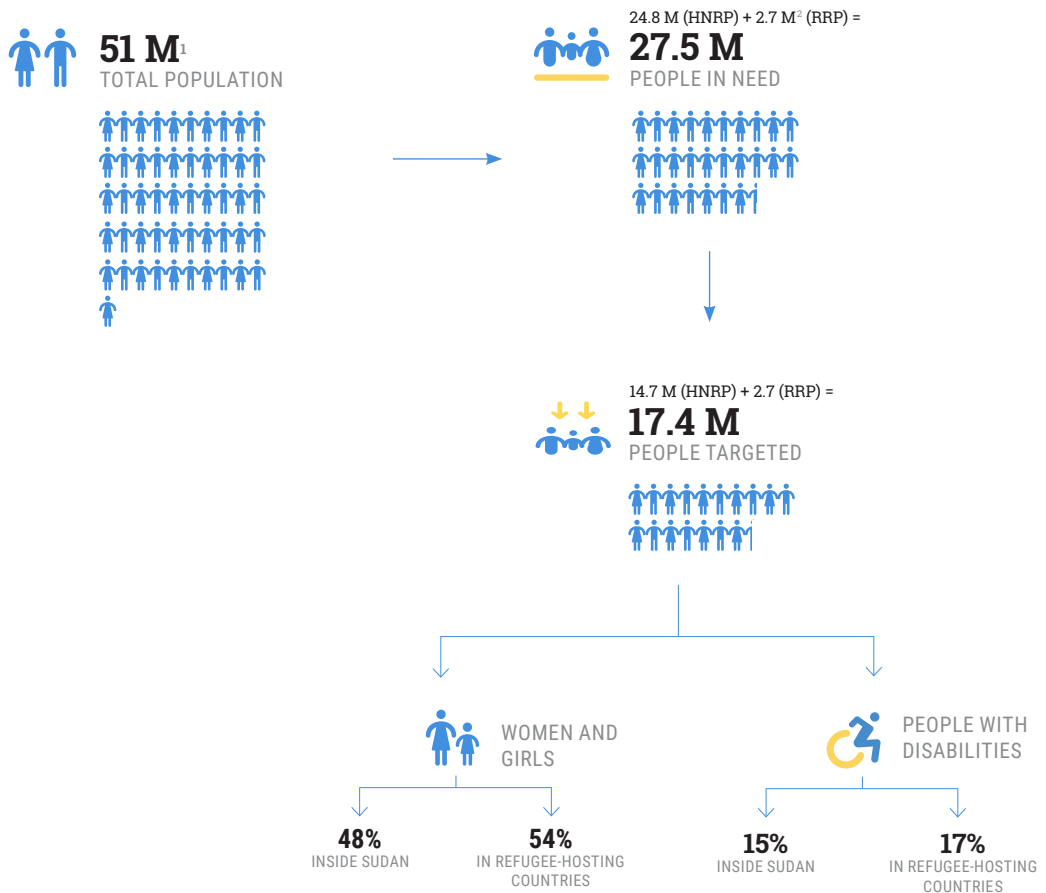 51 M¹
TOTAL POPULATION
24.8 M (HNRP) + 2.7 M² (RRP) =
27.5 M
PEOPLE IN NEED
14.7 M (HNRP) + 2.7 (RRP) =
17.4 M
PEOPLE TARGETED
WOMEN AND
GIRLS
48%
INSIDE SUDAN
54%
IN REFUGEE-HOSTING
COUNTRIES
PEOPLE WITH
DISABILITIES
15%
INSIDE SUDAN
17%
IN REFUGEE-HOSTING
COUNTRIES